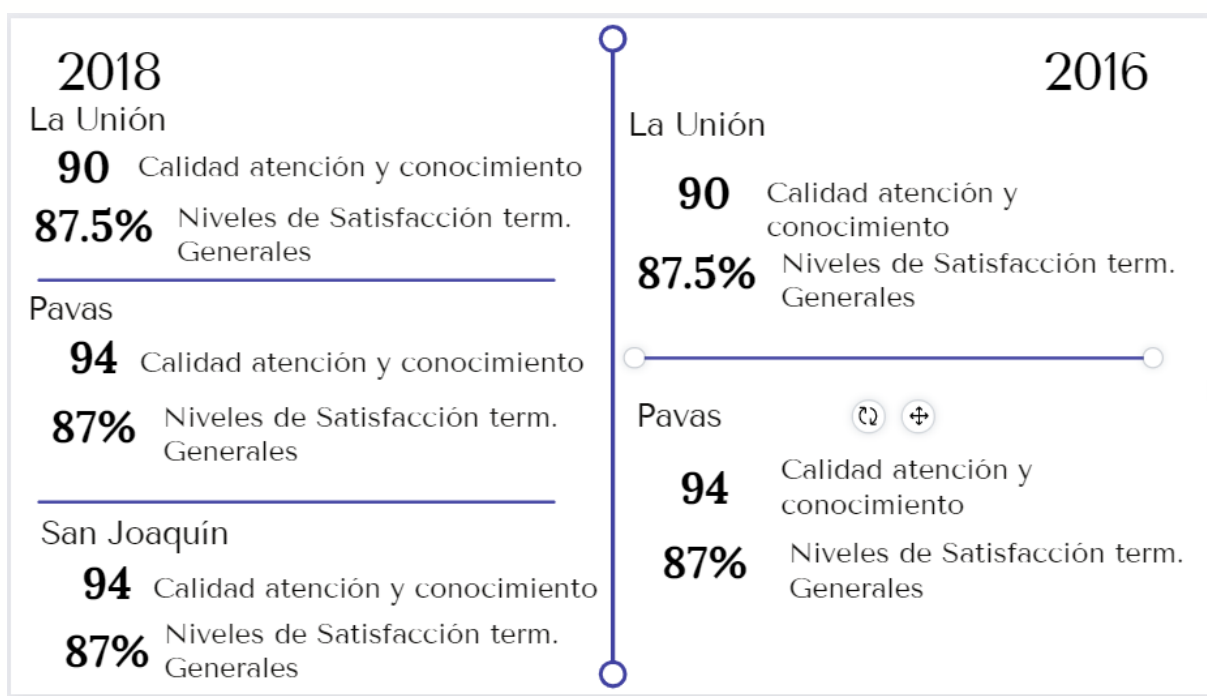 2018
La Unión
90 Calidad atención y conocimiento
87.5% Niveles de Satisfacción term.
Generales
Pavas
94 Calidad atención y conocimiento
87% Niveles de Satisfacción term.
Generales
San Joaquín
94 Calidad atención y conocimiento
87% Niveles de Satisfacción term.
Generales
2016
La Unión
90 Calidad atención y
conocimiento
87.5% Niveles de Satisfacción term.
Generales
Pavas
94 Calidad atención y
conocimiento
87% Niveles de Satisfacción term.
Generales